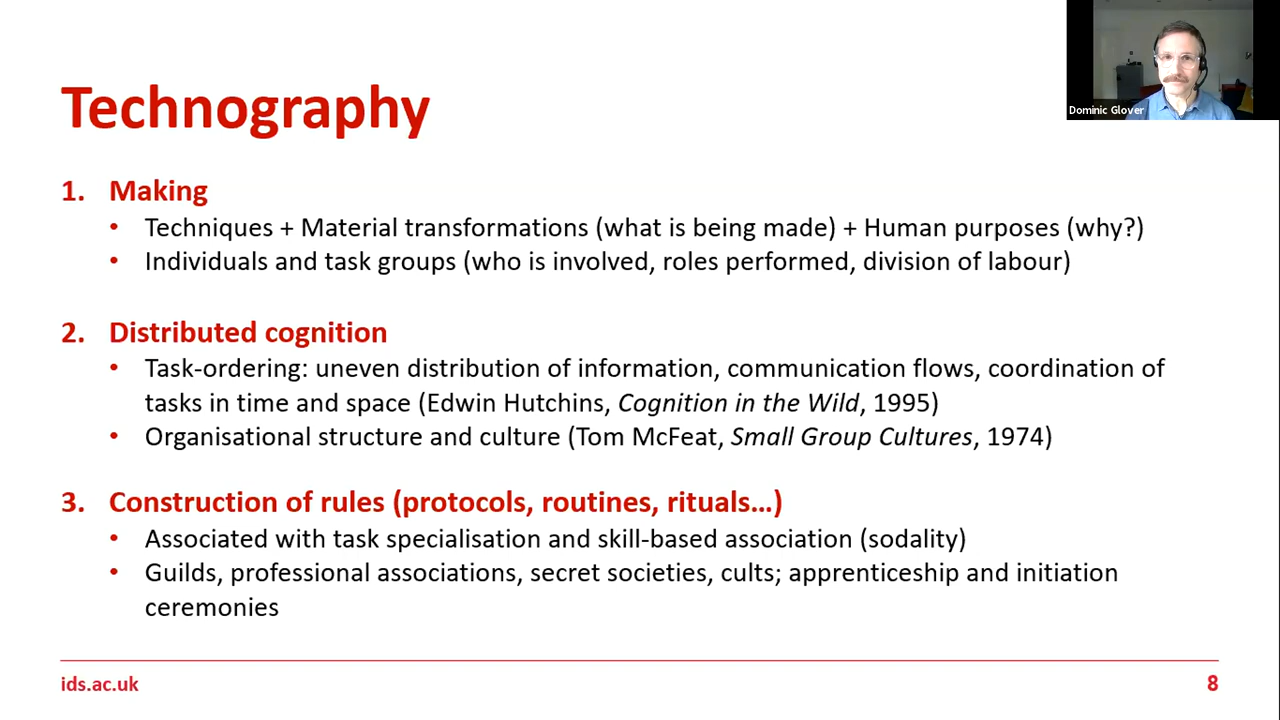 Dominic Glover
Technography
1. Making
• Techniques + Material transformations (what is being made) + Human purposes (why?)
• Individuals and task groups (who is involved, roles performed, division of labour)
2. Distributed cognition
• Task-ordering: uneven distribution of information, communication flows, coordination of
tasks in time and space (Edwin Hutchins, Cognition in the Wild, 1995)
• Organisational structure and culture (Tom McFeat, Small Group Cultures, 1974)
3. Construction of rules (protocols, routines, rituals…)
• Associated with task specialisation and skill-based association (sodality)
• Guilds, professional associations, secret societies, cults; apprenticeship and initiation
ceremonies
ids.ac.uk
8